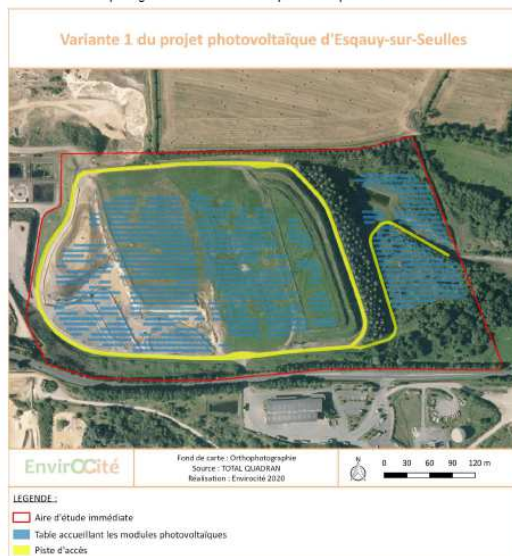 Variante 1 du projet photovoltaïque d'Esqauy-sur-Seulles
EnvirOCité
Fond de carte : Orthophotographie
Source : TOTAL QUADRAN
Réalisation : Envirocité 2020
0 30 60 90 120 m
LEGENDE :
Aire d'étude immédiate
Table accueillant les modules photovoltaïques
Piste d'accès